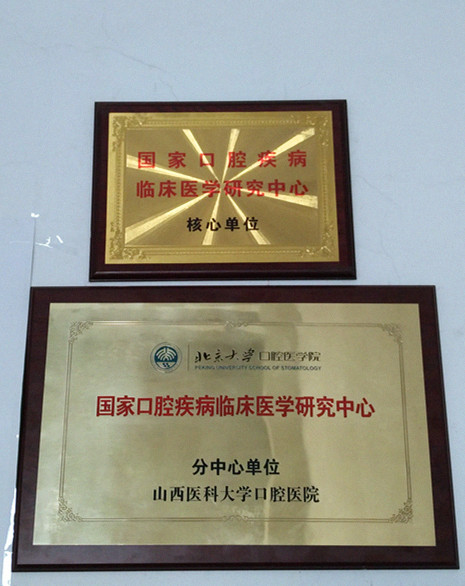 国家口腔疾病
临床医学研究中心
核心单位
北京大学口腔医学院
PEKING UNIVERSITY SCHOOL OF STOMATOLOGY
国家口腔疾病临床医学研究中心
分中心单位
山西医科大学口腔医院